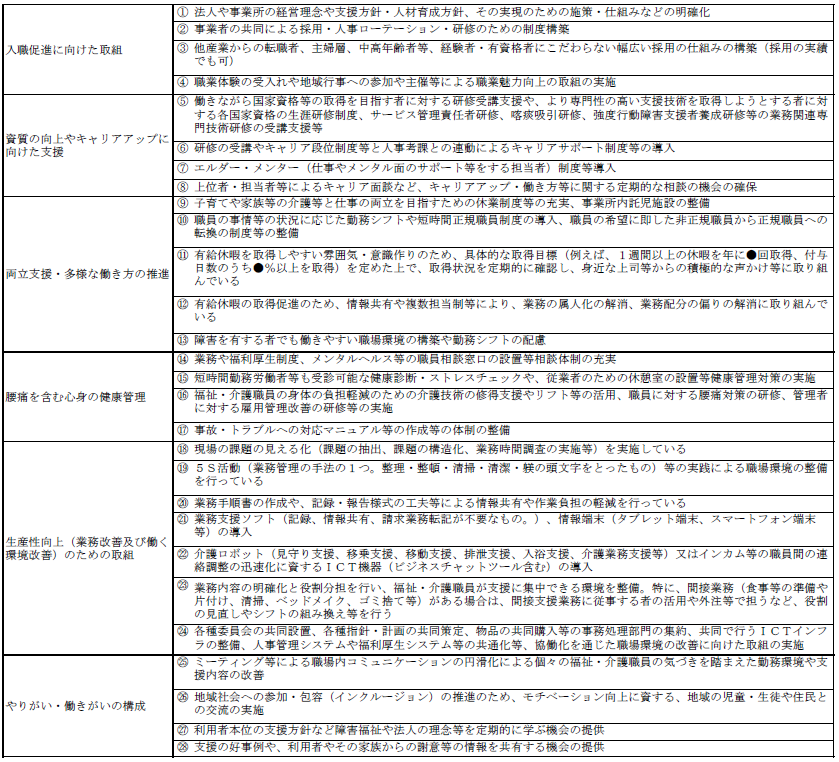 入職促進に向けた取組
① 法人や事業所の経営理念や支援方針・人材育成方針、その実現のための施策・仕組みなどの明確化
② 事業者の共同による採用・人事ローテーション・研修のための制度構築
③ 他産業からの転職者、主婦層、中高年齢者等、経験者・有資格者にこだわらない幅広い採用の仕組みの構築（採用の実績
でも可）
④ 職業体験の受入れや地域行事への参加や主催等による職業魅力向上の取組の実施
資質の向上やキャリアアップに
向けた支援
⑤ 働きながら国家資格等の取得を目指す者に対する研修受講支援や、より専門性の高い支援技術を取得しようとする者に対
する各国家資格の生涯研修制度、サービス管理責任者研修、喀痰吸引研修、強度行動障害支援者養成研修等の業務関連専
門技術研修の受講支援等
⑥ 研修の受講やキャリア段位制度等と人事考課との連動によるキャリアサポート制度等の導入
⑦ エルダー・メンター（仕事やメンタル面のサポート等をする担当者）制度等導入
⑧ 上位者・担当者等によるキャリア面談など、キャリアアップ・働き方等に関する定期的な相談の機会の確保
両立支援・多様な働き方の推進
⑨ 子育てや家族等の介護等と仕事の両立を目指すための休業制度等の充実、事業所内託児施設の整備
⑩ 職員の事情等の状況に応じた勤務シフトや短時間正規職員制度の導入、職員の希望に即した非正規職員から正規職員への
転換の制度等の整備
⑪ 有給休暇を取得しやすい雰囲気・意識作りのため、具体的な取得目標（例えば、１週間以上の休暇を年に●回取得、付与
日数のうち●％以上を取得）を定めた上で、取得状況を定期的に確認し、身近な上司等からの積極的な声かけ等に取り組
んでいる
⑫ 有給休暇の取得促進のため、情報共有や複数担当制等により、業務の属人化の解消、業務配分の偏りの解消に取り組んで
いる
⑬ 障害を有する者でも働きやすい職場環境の構築や勤務シフトの配慮
腰痛を含む心身の健康管理
⑭ 業務や福利厚生制度、メンタルヘルス等の職員相談窓口の設置等相談体制の充実
⑮ 短時間勤務労働者等も受診可能な健康診断・ストレスチェックや、従業者のための休憩室の設置等健康管理対策の実施
⑯ 福祉・介護職員の身体の負担軽減のための介護技術の修得支援やリフト等の活用、職員に対する腰痛対策の研修、管理者
に対する雇用管理改善の研修等の実施
⑰ 事故・トラブルへの対応マニュアル等の作成等の体制の整備
生産性向上（業務改善及び働く
環境改善）のための取組
⑱ 現場の課題の見える化（課題の抽出、課題の構造化、業務時間調査の実施等）を実施している
⑲ ５Ｓ活動（業務管理の手法の１つ。整理・整頓・清掃・清潔・躾の頭文字をとったもの）等の実践による職場環境の整備
を行っている
⑳ 業務手順書の作成や、記録・報告様式の工夫等による情報共有や作業負担の軽減を行っている
㉑ 業務支援ソフト（記録、情報共有、請求業務転記が不要なもの。）、情報端末（タブレット端末、スマートフォン端末
等）の導入
㉒ 介護ロボット（見守り支援、移乗支援、移動支援、排泄支援、入浴支援、介護業務支援等）又はインカム等の職員間の連
絡調整の迅速化に資するＩＣＴ機器（ビジネスチャットツール含む）の導入
㉓ 業務内容の明確化と役割分担を行い、福祉・介護職員が支援に集中できる環境を整備。特に、間接業務（食事等の準備や
片付け、清掃、ベッドメイク、ゴミ捨て等）がある場合は、間接支援業務に従事する者の活用や外注等で担うなど、役割
の見直しやシフトの組み換え等を行う
㉔ 各種委員会の共同設置、各種指針・計画の共同策定、物品の共同購入等の事務処理部門の集約、共同で行うＩＣＴインフ
ラの整備、人事管理システムや福利厚生システム等の共通化等、協働化を通じた職場環境の改善に向けた取組の実施
やりがい・働きがいの構成
㉕ ミーティング等による職場内コミュニケーションの円滑化による個々の福祉・介護職員の気づきを踏まえた勤務環境や支
援内容の改善
㉖ 地域社会への参加・包容（インクルージョン）の推進のため、モチベーション向上に資する、地域の児童・生徒や住民と
の交流の実施
㉗ 利用者本位の支援方針など障害福祉や法人の理念等を定期的に学ぶ機会の提供
㉘ 支援の好事例や、利用者やその家族からの謝意等の情報を共有する機会の提供